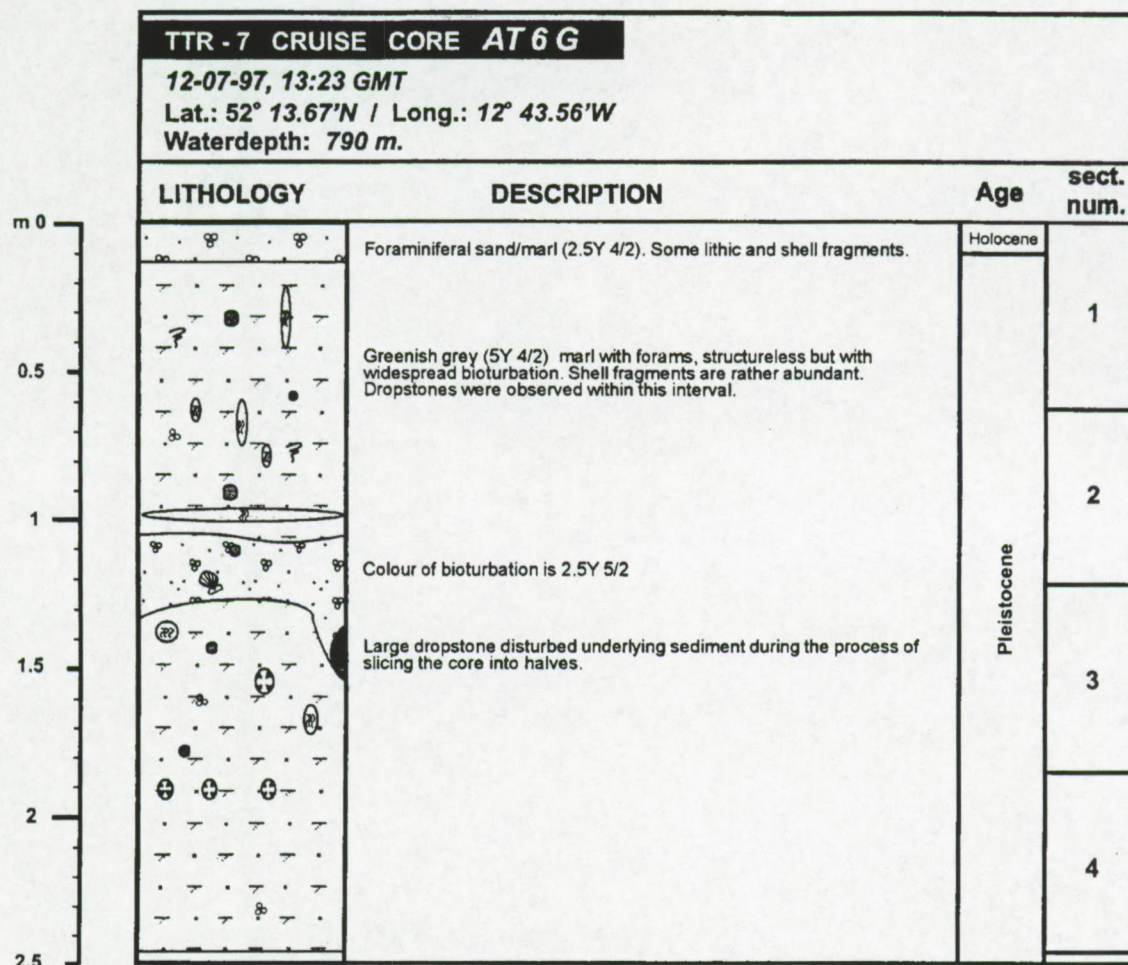 TTR - 7 CRUISE CORE AT 6 G
12-07-97, 13:23 GMT
Lat.: 52° 13.67'N / Long.: 12° 43.56'W
Waterdepth: 790 m.
LITHOLOGY DESCRIPTION Age sect. num.
m 0
Foraminiferal sand/marl (2.5Y 4/2). Some lithic and shell fragments.
Holocene
1
0.5
Greenish grey (5Y 4/2) marl with forams, structureless but with
widespread bioturbation. Shell fragments are rather abundant.
Dropstones were observed within this interval.
2
1
Colour of bioturbation is 2.5Y 5/2
Pleistocene
Large dropstone disturbed underlying sediment during the process of
slicing the core into halves.
1.5
3
2
4
2.5